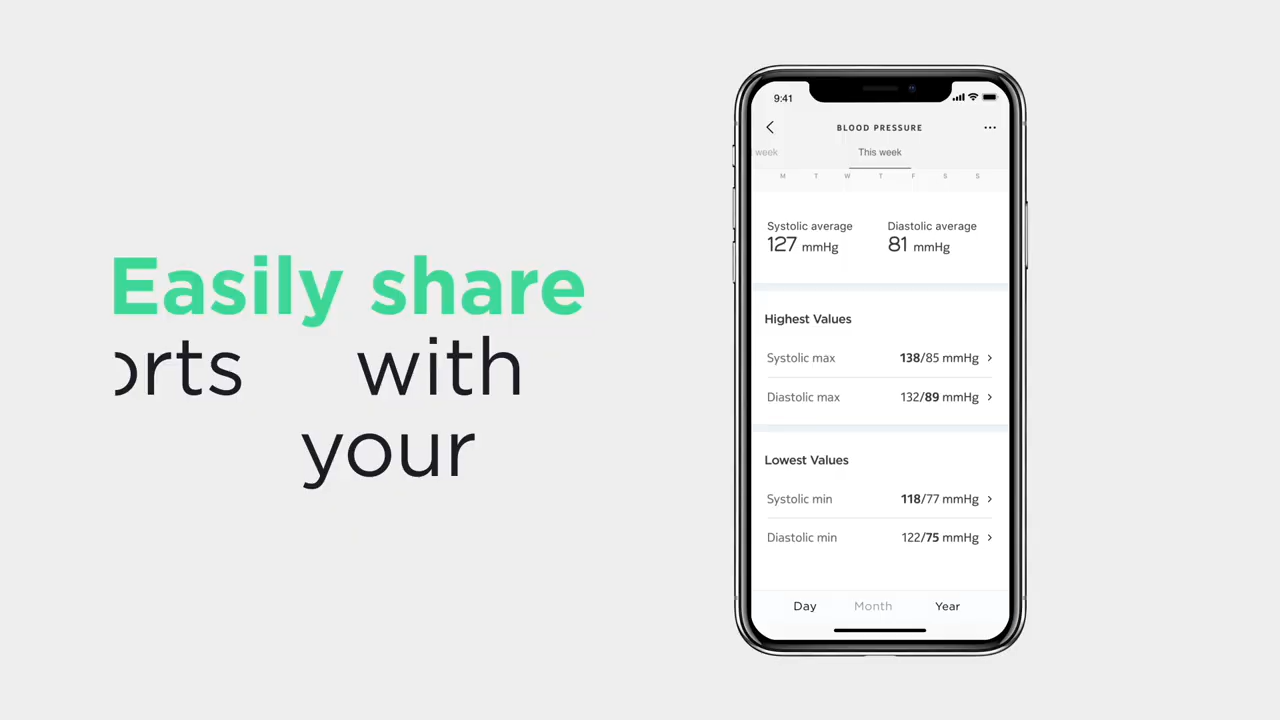 Easily share
orts with
your
9:41
BLOOD PRESSURE
week This week
M T W T F S S
Systolic average Diastolic average
127 mmHg 81 mmHg
Highest Values
Systolic max 138/85 mmHg
Diastolic max 132/89 mmHg
Lowest Values
Systolic min 118/77 mmHg
Diastolic min 122/75 mmHg
Day Month Year